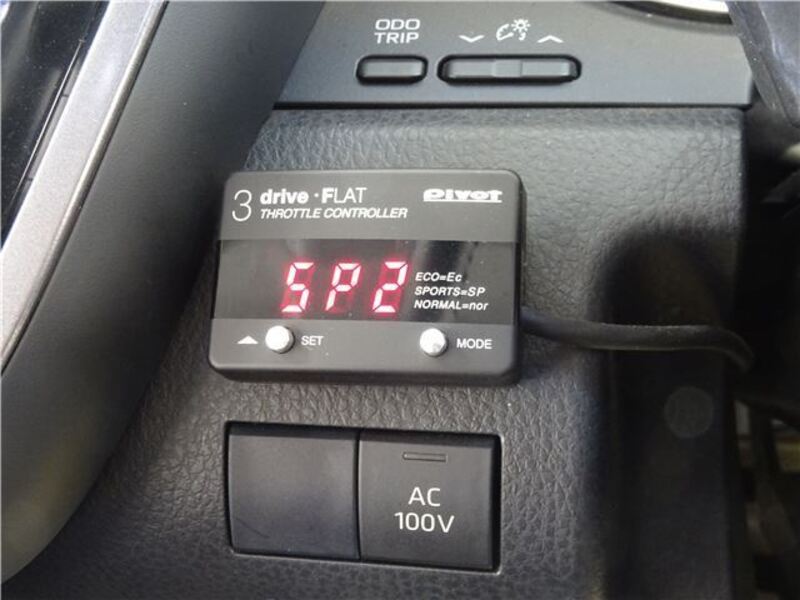 ODO
TRIP
3 drive・FLAT
THROTTLE CONTROLLER
Pivot
SP2
ECO=Ec
SPORTS=SP
NORMAL=nor
SET
MODE
AC
100V